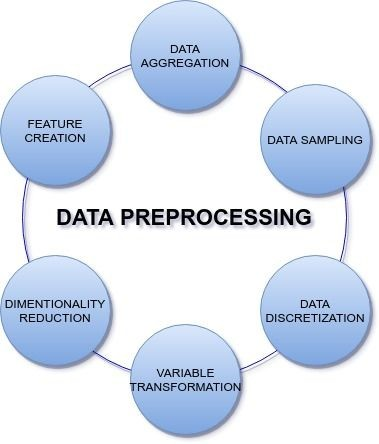 DATA
AGGREGATION
FEATURE
CREATION
DATA SAMPLING
DATA PREPROCESSING
DIMENTIONALITY
REDUCTION
DATA
DISCRETIZATION
VARIABLE
TRANSFORMATION